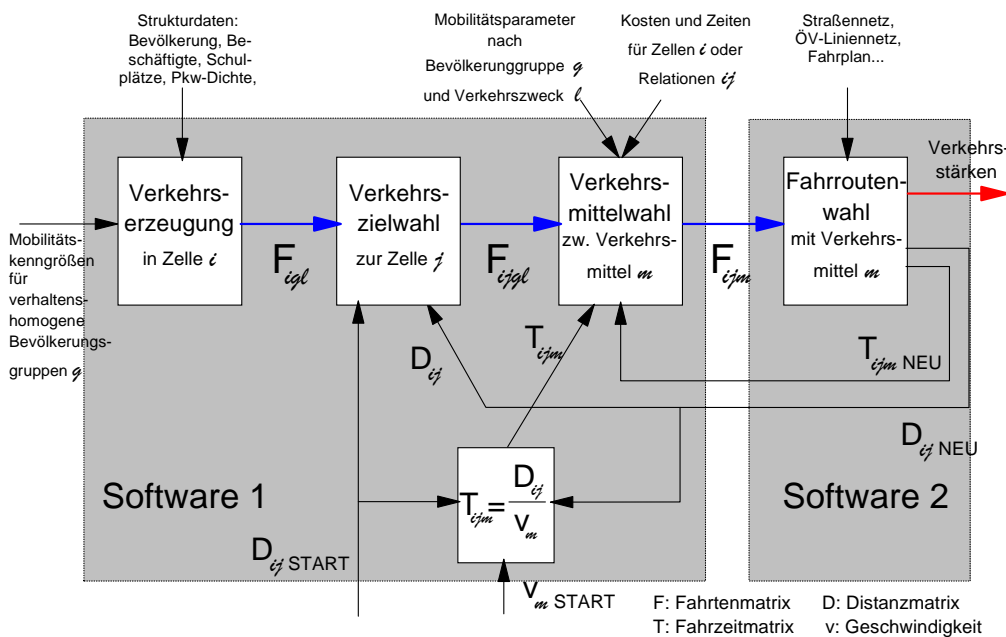 Strukturdaten:
Bevölkerung, Be-
schäftigte, Schul-
plätze, Pkw-Dichte,
Mobilitätsparameter
nach
Bevölkerunggruppe g
und Verkehrszweck l
Kosten und Zeiten
für Zellen i oder
Relationen ij
Straßennetz,
ÖV-Liniennetz,
Fahrplan...
Verkehrs-
erzeugung
in Zelle i
Verkehrs-
zielwahl
zur Zelle j
Verkehrs-
mittelwahl
zw. Verkehrs-
mittel m
Fahrrouten-
wahl
mit Verkehrs-
mittel m
Verkehrs-
stärken
Mobilitäts-
kenngrößen
für
verhaltens-
homogene
Bevölkerungs-
gruppen g
F igl
F ijgl
F ijm
D ij
T ijm
T ijm NEU
D ij NEU
T ijm = D ij / v m
Software 1
Software 2
D ij START
v m START
F: Fahrtenmatrix D: Distanzmatrix
T: Fahrzeitmatrix v: Geschwindigkeit